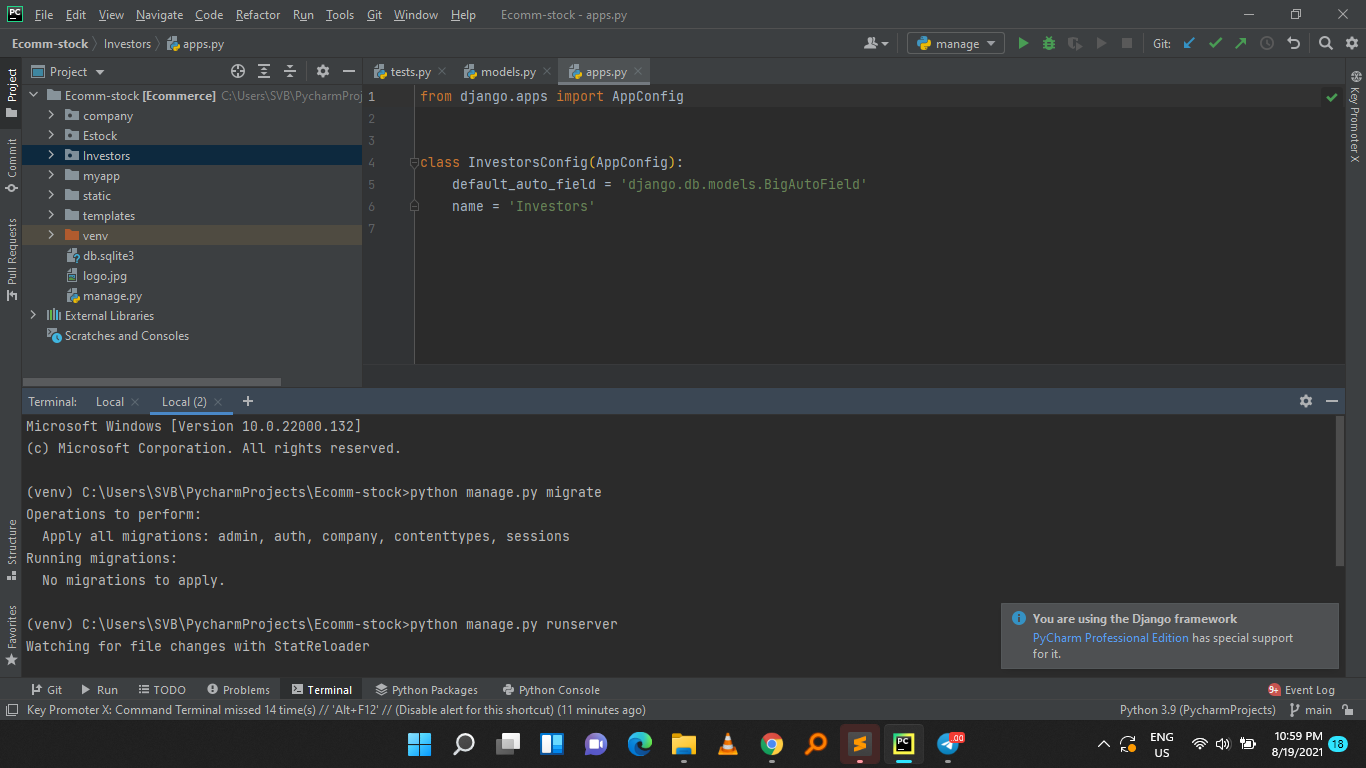 PC File Edit View Navigate Code Refactor Run Tools Git Window Help Ecomm-stock - apps.py
Ecomm-stock Investors apps.py manage Git:
Project
tests.py models.py apps.py
Ecomm-stock [Ecommerce] C:\Users\SVB\PycharmProj
company
Estock
Investors
myapp
static
templates
venv
db.sqlite3
logo.jpg
manage.py
External Libraries
Scratches and Consoles
1 from django.apps import AppConfig
2
3
4 class InvestorsConfig(AppConfig):
5 default_auto_field = 'django.db.models.BigAutoField'
6 name = 'Investors'
7
Project
Commit
Pull Requests
Structure
Favorites
Key Promoter X
Terminal: Local Local (2) +
Microsoft Windows [Version 10.0.22000.132]
(c) Microsoft Corporation. All rights reserved.
(venv) C:\Users\SVB\PycharmProjects\Ecomm-stock>python manage.py migrate
Operations to perform:
Apply all migrations: admin, auth, company, contenttypes, sessions
Running migrations:
No migrations to apply.
(venv) C:\Users\SVB\PycharmProjects\Ecomm-stock>python manage.py runserver
Watching for file changes with StatReloader
You are using the Django framework
PyCharm Professional Edition has special support
for it.
Git Run TODO Problems Terminal Python Packages Python Console 9+ Event Log
Key Promoter X: Command Terminal missed 14 time(s) // 'Alt+F12' // (Disable alert for this shortcut) (11 minutes ago) Python 3.9 (PycharmProjects) main
PC .00
ENG
US
10:59 PM
8/19/2021
18